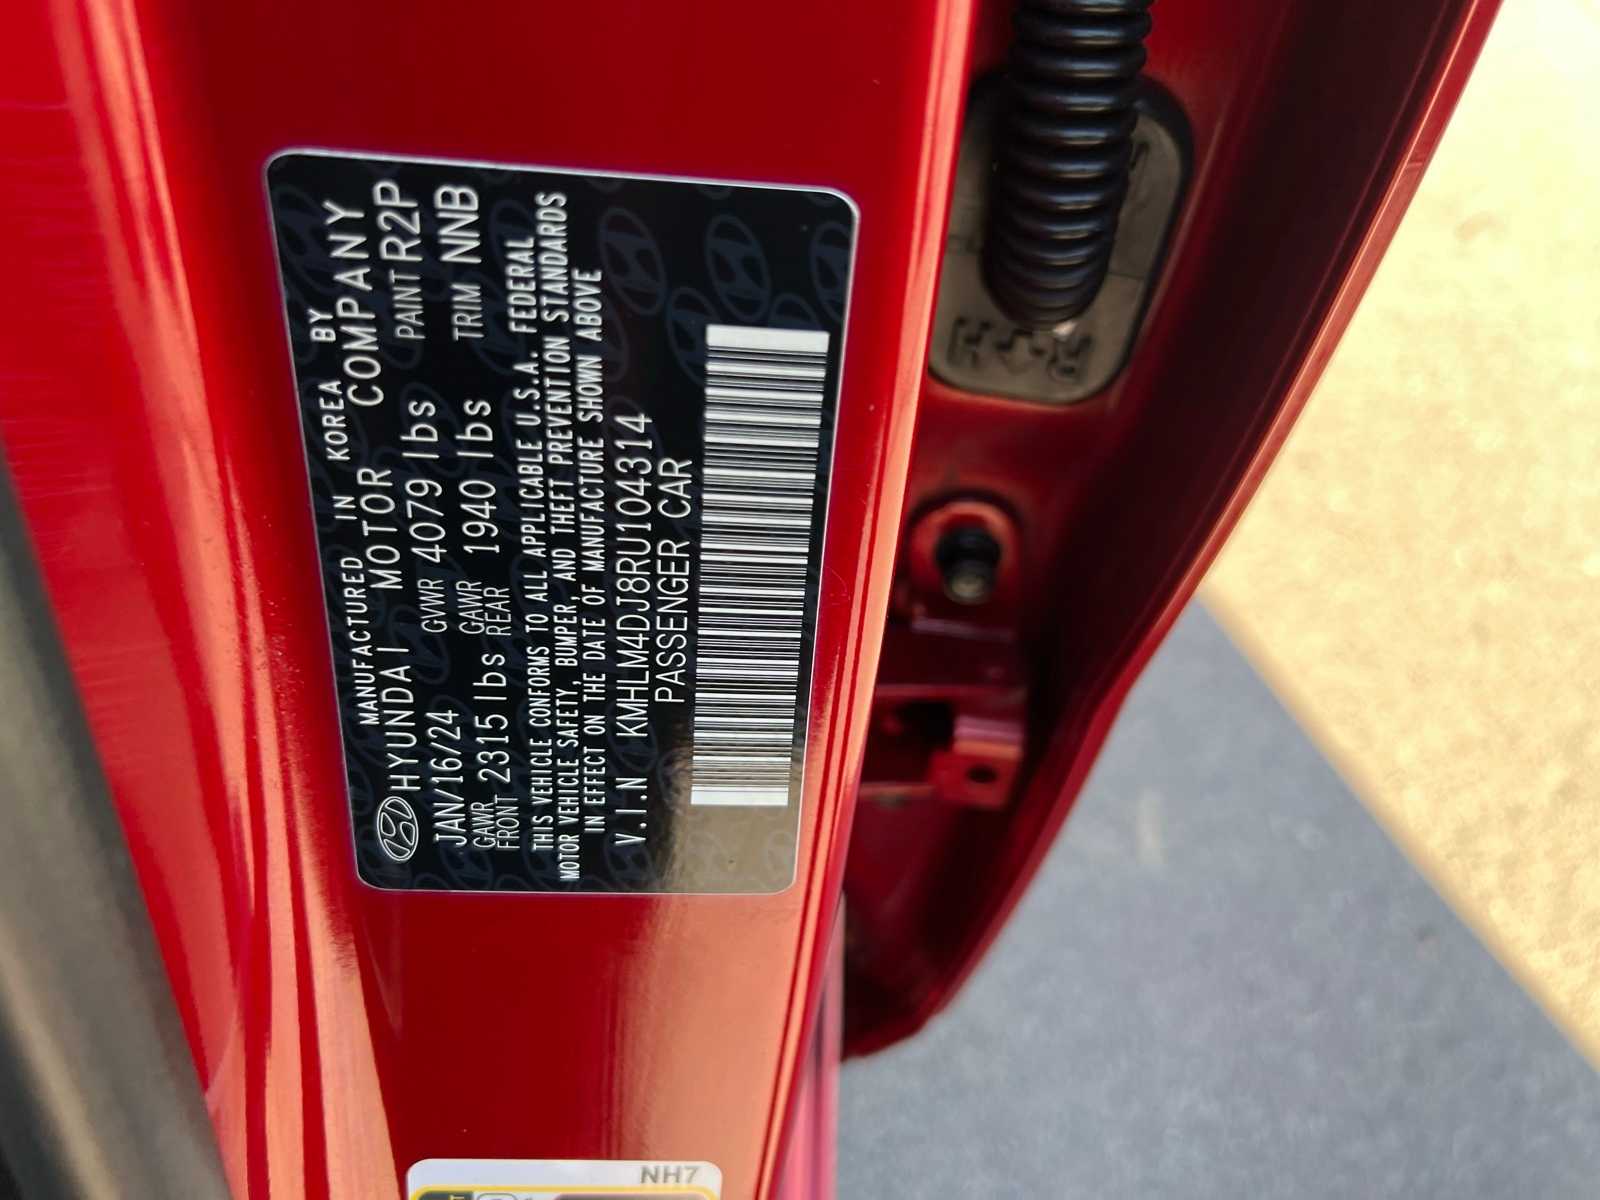 MANUFACTURED IN KOREA BY
HYUNDAI MOTOR COMPANY
JAN/16/24 GVWR 4079 lbs PAINT R2P
GAWR FRONT 2315 lbs GAWR REAR 1940 lbs TRIM NNB
THIS VEHICLE CONFORMS TO ALL APPLICABLE U.S.A. FEDERAL
MOTOR VEHICLE SAFETY, BUMPER, AND THEFT PREVENTION STANDARDS
IN EFFECT ON THE DATE OF MANUFACTURE SHOWN ABOVE
V.I.N KMHLM4DJ8RU104314
PASSENGER CAR
NH7